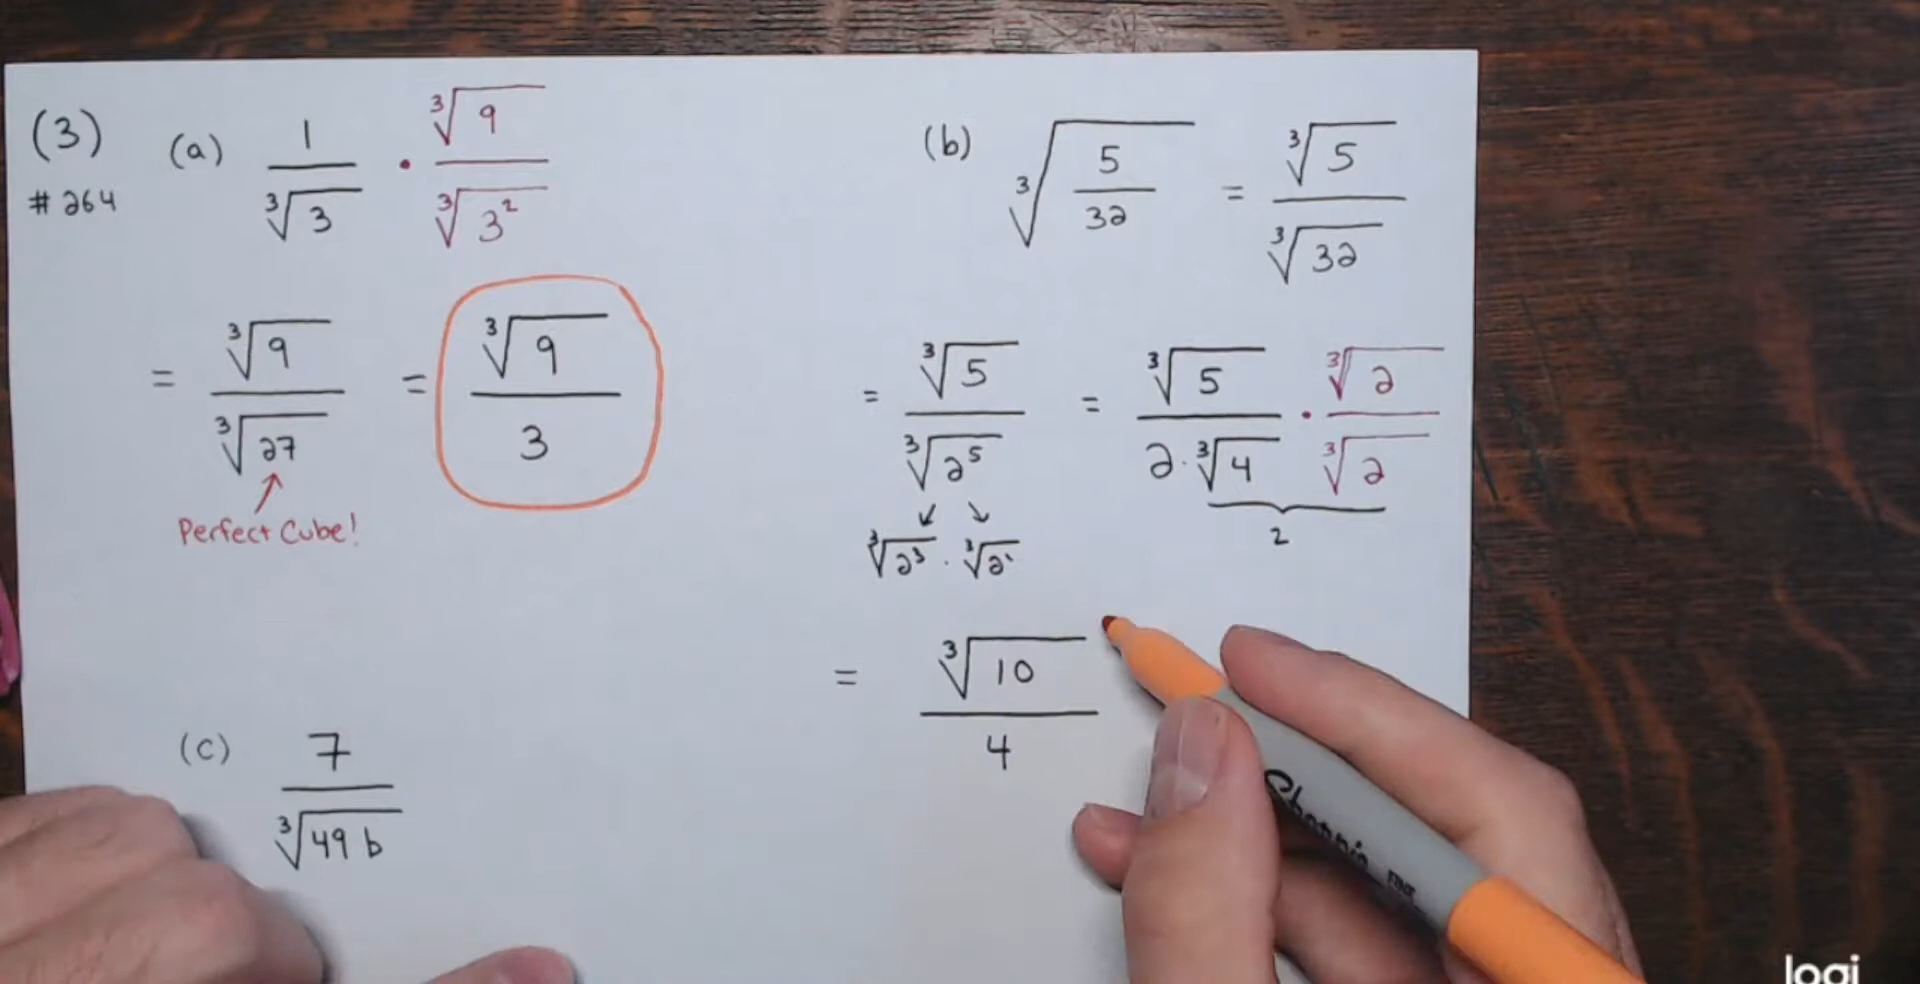 (3)
#264
(a) 1/∛3 · ∛9/∛3²
= ∛9/∛27 = ∛9/3
Perfect Cube!
(b) ∛(5/32) = ∛5/∛32
= ∛5/∛2⁵ = ∛5/(2·∛4) · ∛2/∛2
2
∛2³ · ∛2¹
= ∛10/4
(c) 7/∛(49b)
Sharpie
logi